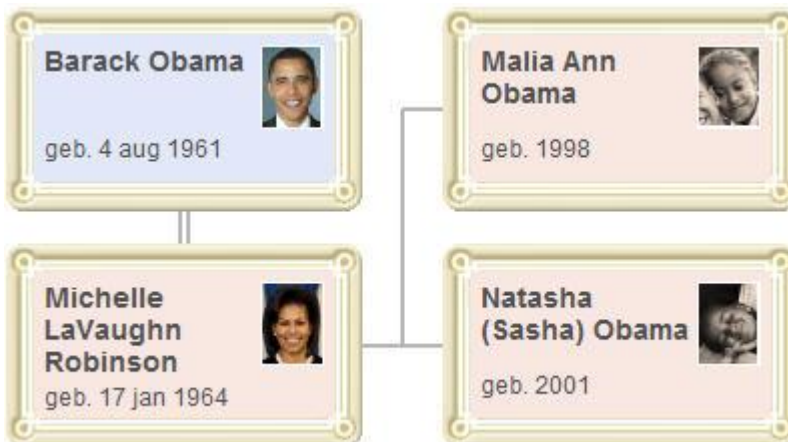 Barack Obama
geb. 4 aug 1961
Malia Ann
Obama
geb. 1998
Michelle
LaVaughn
Robinson
geb. 17 jan 1964
Natasha
(Sasha) Obama
geb. 2001